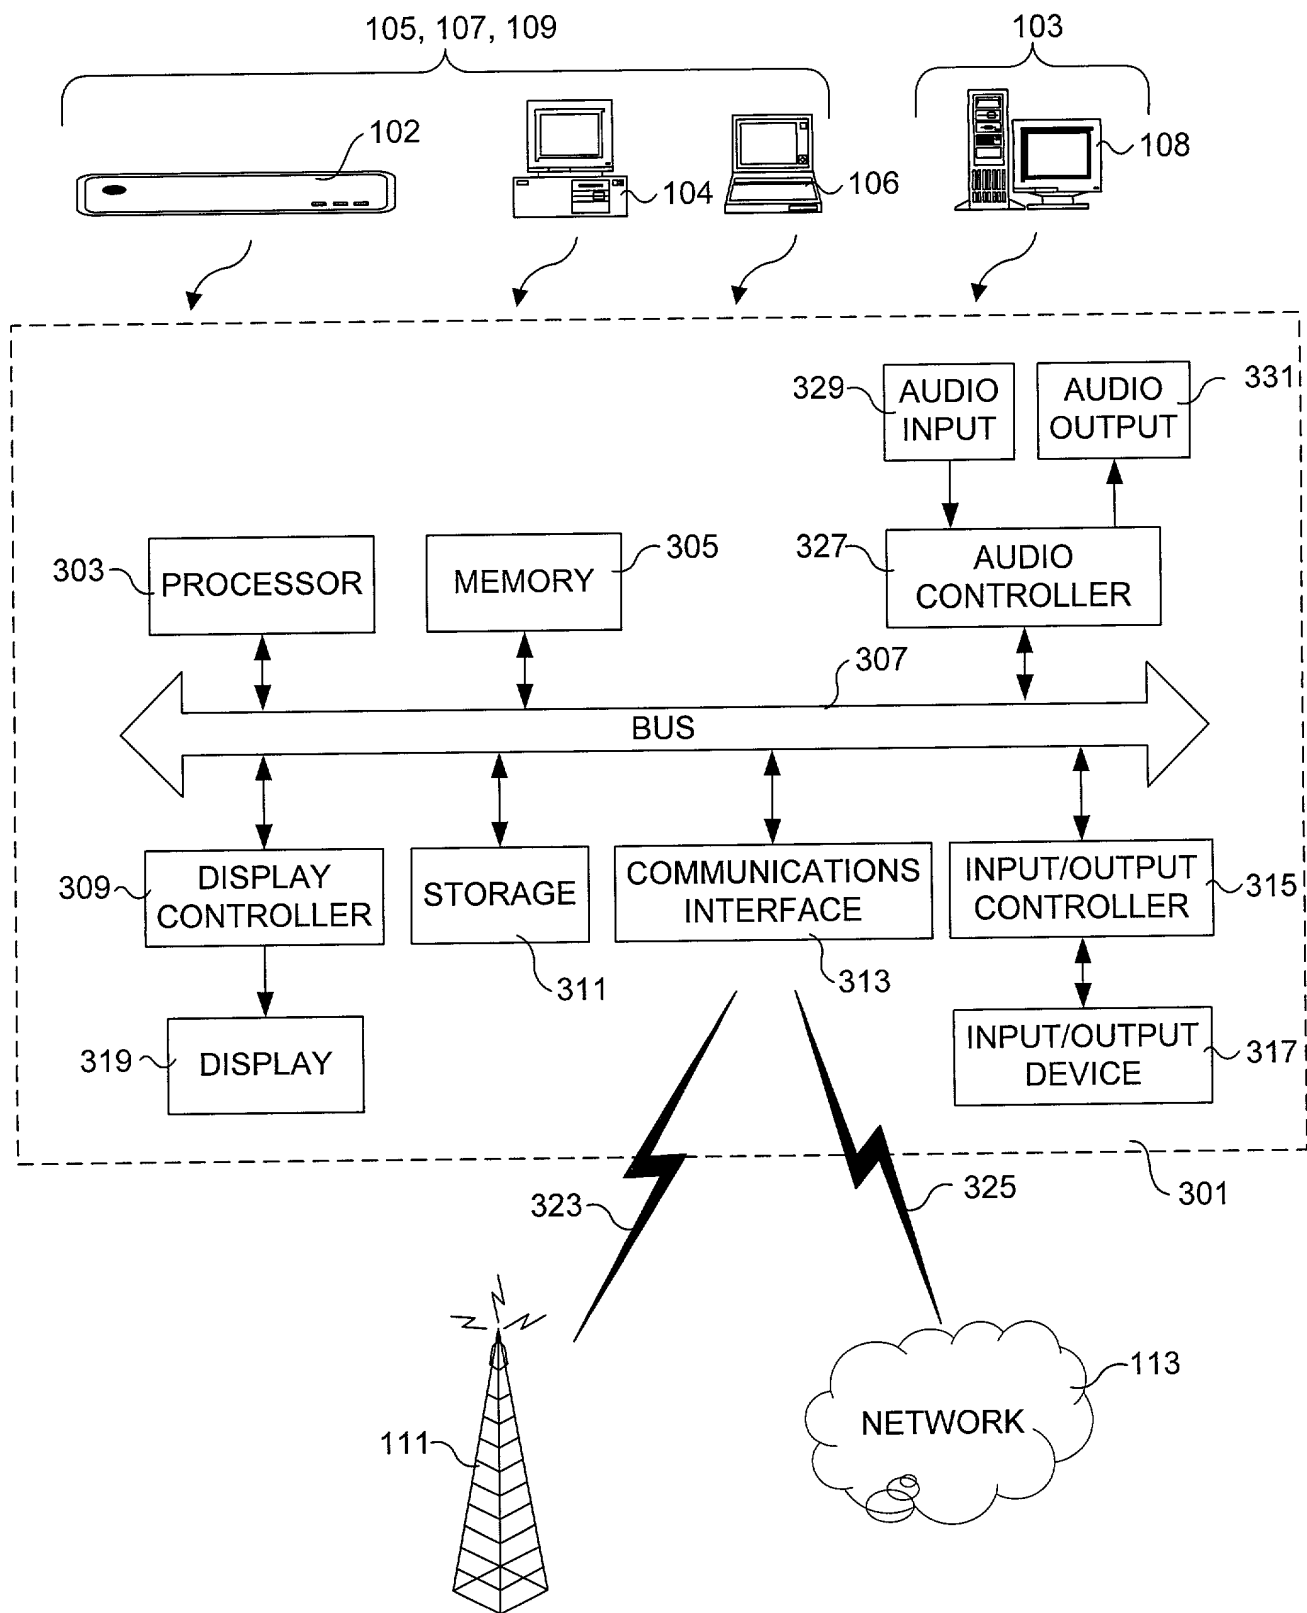 105, 107, 109
103
102
104
106
108
329
AUDIO
INPUT
AUDIO
OUTPUT
331
303
PROCESSOR
MEMORY
305
327
AUDIO
CONTROLLER
307
BUS
309
DISPLAY
CONTROLLER
STORAGE
311
COMMUNICATIONS
INTERFACE
313
INPUT/OUTPUT
CONTROLLER
315
319
DISPLAY
INPUT/OUTPUT
DEVICE
317
301
323
325
111
113
NETWORK